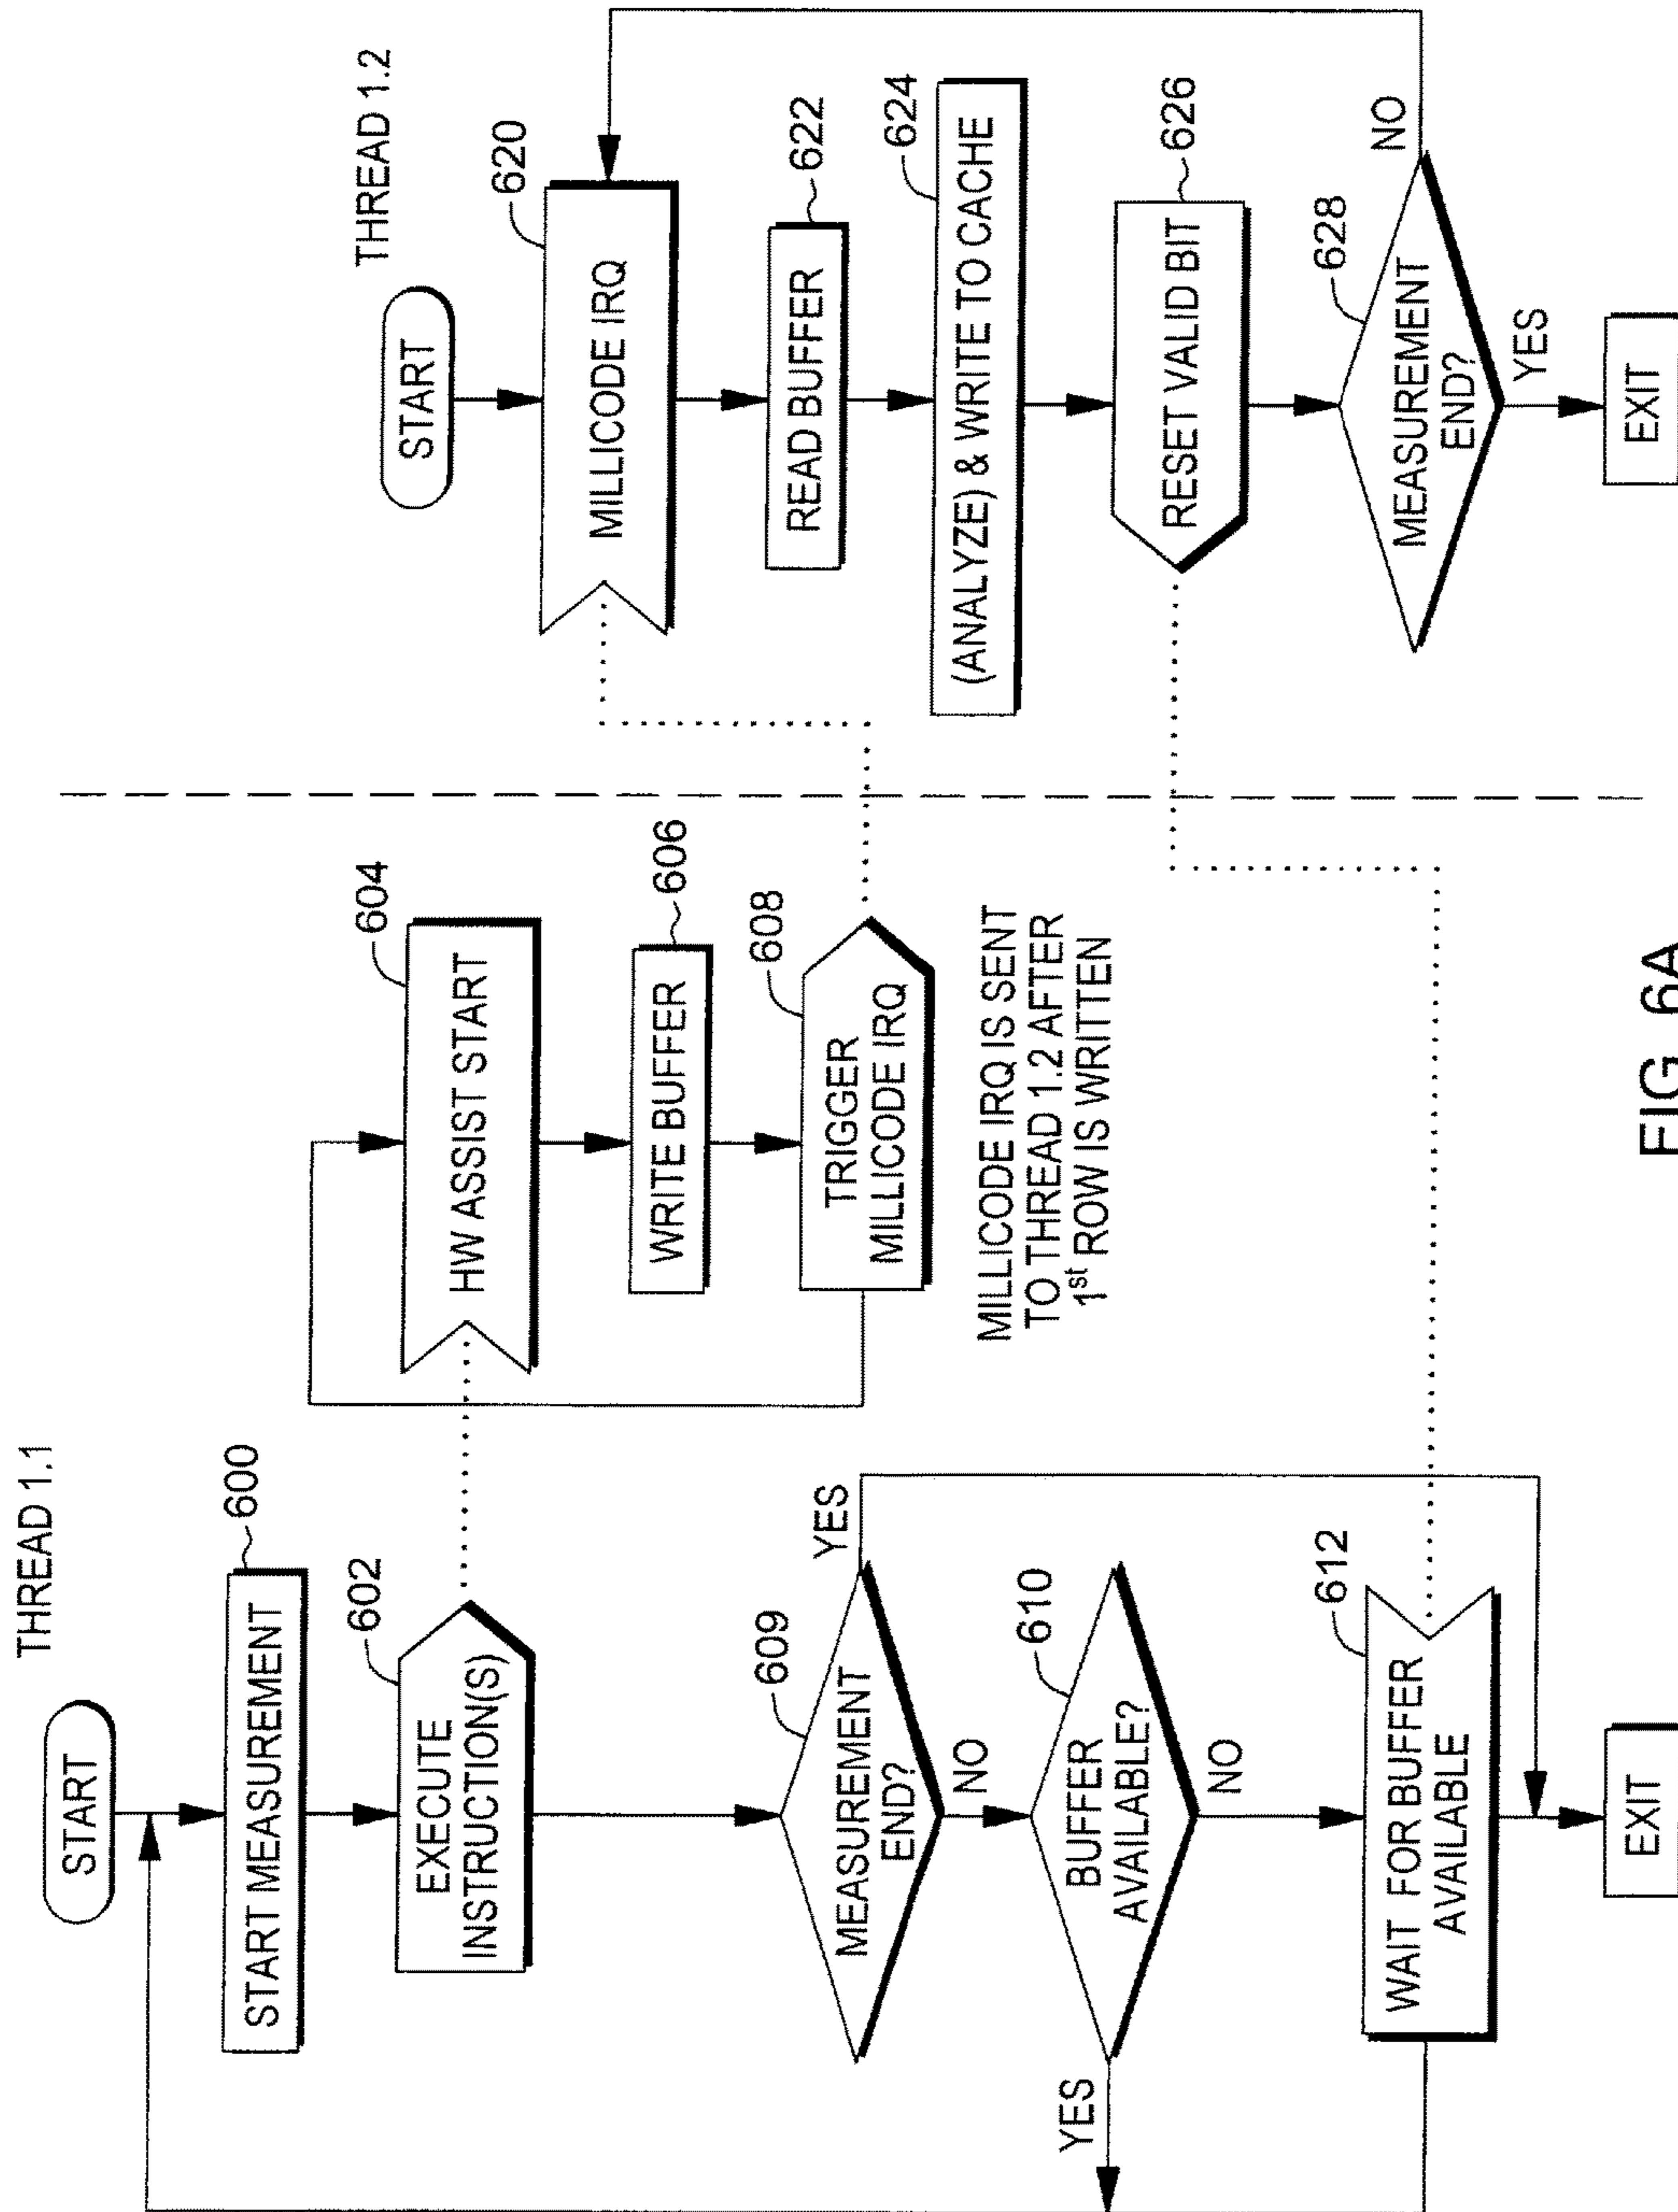 THREAD 1.1
START
START MEASUREMENT
600
EXECUTE
INSTRUCTION(S)
602
MEASUREMENT
END?
609
YES
NO
BUFFER
AVAILABLE?
610
YES
NO
WAIT FOR BUFFER
AVAILABLE
612
EXIT
HW ASSIST START
604
WRITE BUFFER
606
TRIGGER
MILLICODE IRQ
608
MILLICODE IRQ IS SENT
TO THREAD 1.2 AFTER
1st ROW IS WRITTEN
THREAD 1.2
START
MILLICODE IRQ
620
READ BUFFER
622
(ANALYZE) & WRITE TO CACHE
624
RESET VALID BIT
626
MEASUREMENT
END?
628
NO
YES
EXIT
FIG. 6A